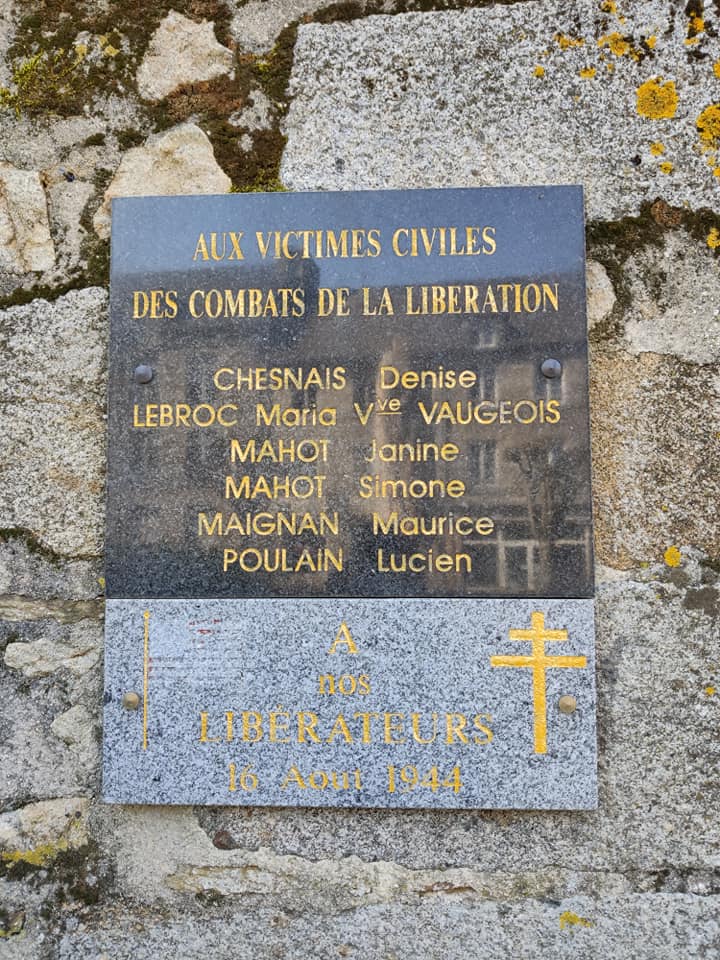 AUX VICTIMES CIVILES
DES COMBATS DE LA LIBERATION
CHESNAIS Denise
LEBROC Maria Vve VAUGEOIS
MAHOT Janine
MAHOT Simone
MAIGNAN Maurice
POULAIN Lucien
A
nos
LIBÉRATEURS
16 Aout 1944